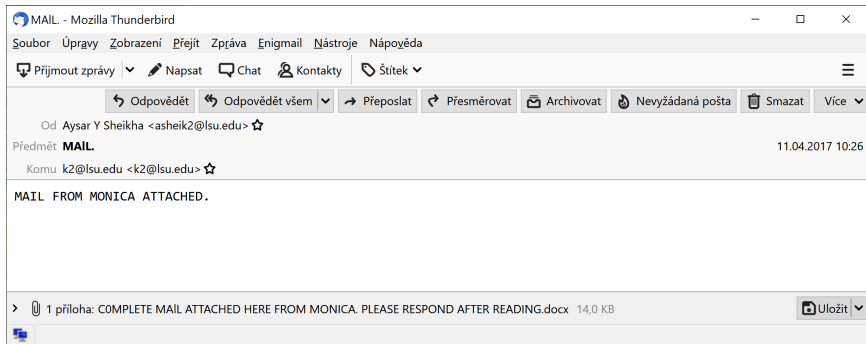 MAlL. - Mozilla Thunderbird
Soubor Úpravy Zobrazení Přejít Zpráva Enigmail Nástroje Nápověda
Přijmout zprávy Napsat Chat Kontakty Štítek
Odpovědět Odpovědět všem Přeposlat Přesměrovat Archivovat Nevyžádaná pošta Smazat Více
Od Aysar Y Sheikha <asheik2@lsu.edu>
Předmět MAlL. 11.04.2017 10:26
Komu k2@lsu.edu <k2@lsu.edu>
MAIL FROM MONICA ATTACHED.
1 příloha: C0MPLETE MAlL ATTACHED HERE FROM MONICA. PLEASE RESPOND AFTER READING.docx 14,0 KB Uložit